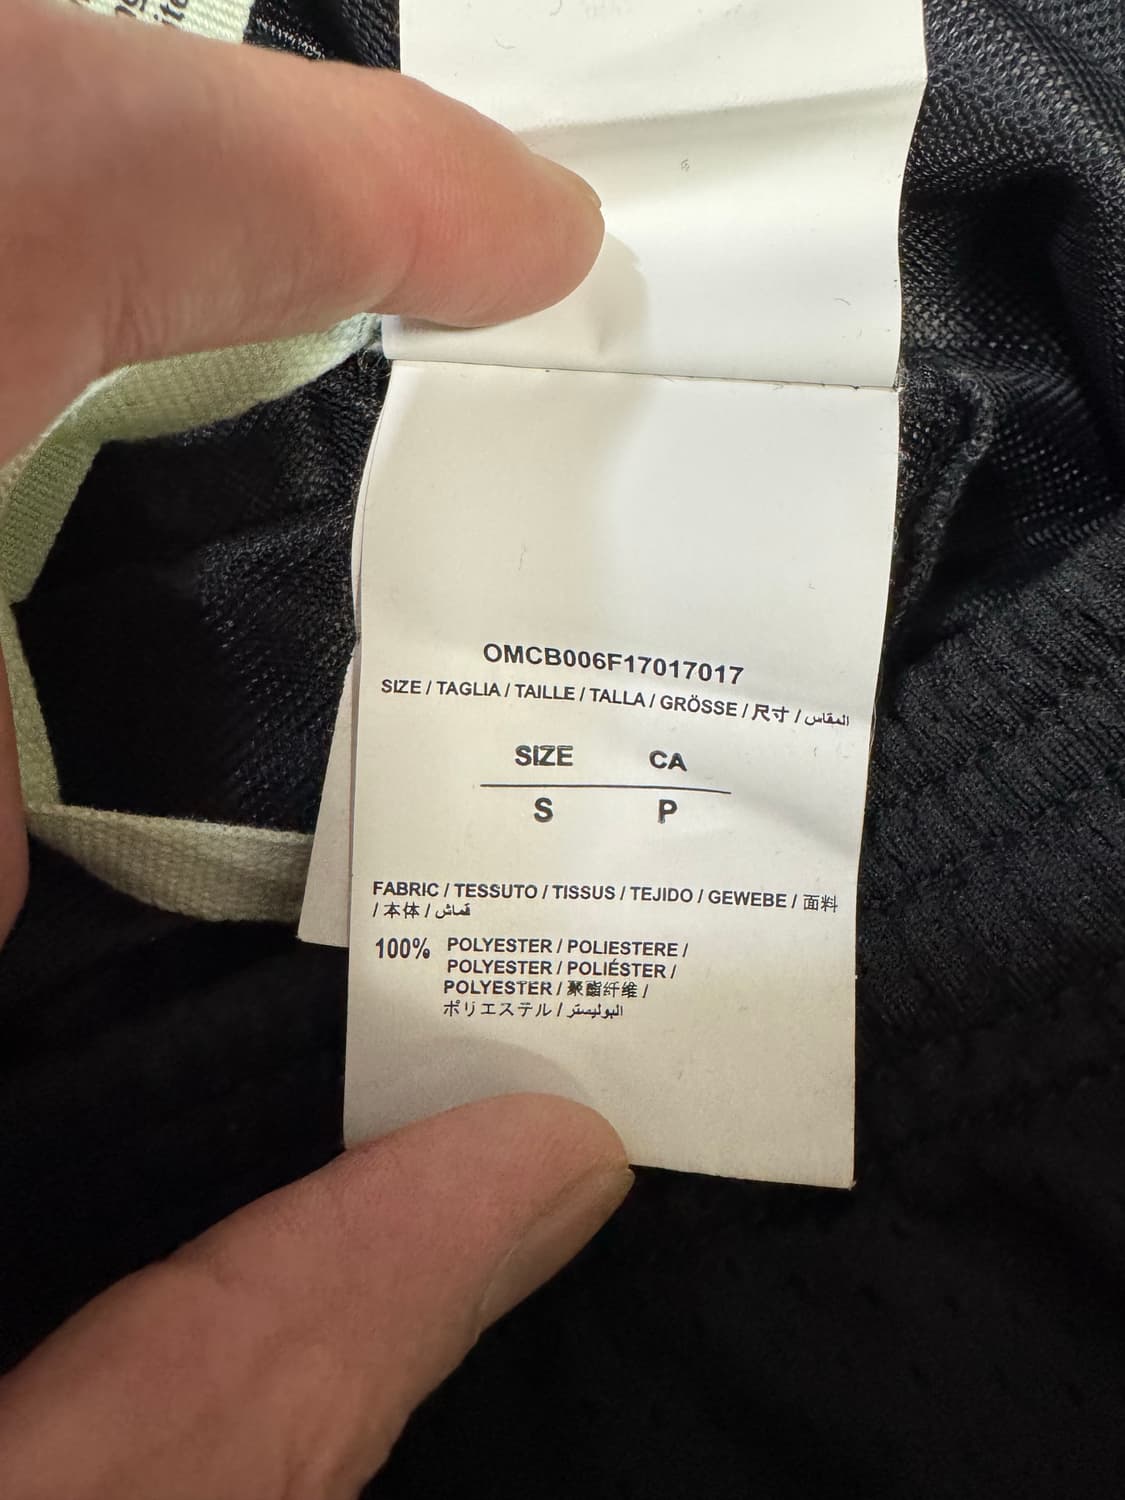 OMCB006F17017017
SIZE / TAGLIA / TAILLE / TALLA / GRÖSSE / 尺寸 / المقاس
SIZE CA
S P
FABRIC / TESSUTO / TISSUS / TEJIDO / GEWEBE / 面料
/ 本体 / قماش
100% POLYESTER / POLIESTERE /
POLYESTER / POLIÉSTER /
POLYESTER / 聚酯纤维 /
ポリエステル / البوليستر